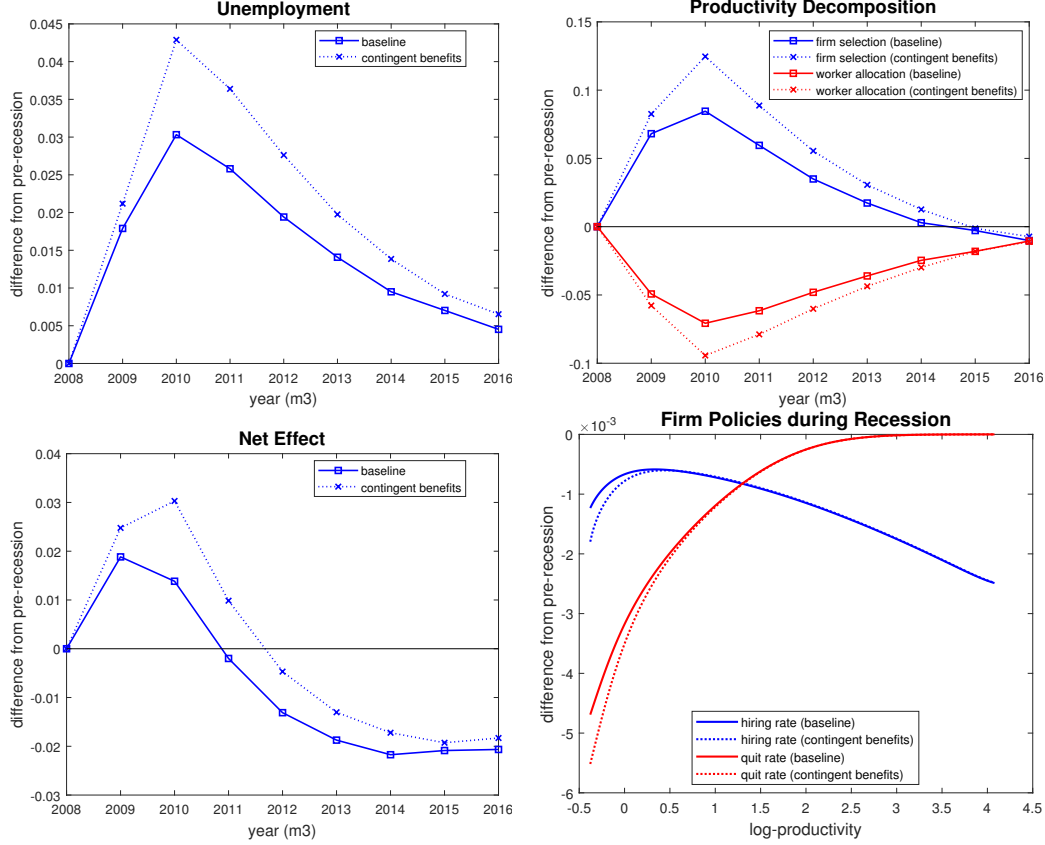 Unemployment
0.045
0.04
0.035
0.03
0.025
0.02
0.015
0.01
0.005
0
difference from pre-recession
baseline
contingent benefits
2008 2009 2010 2011 2012 2013 2014 2015 2016
year (m3)
Productivity Decomposition
0.15
0.1
0.05
0
-0.05
-0.1
difference from pre-recession
firm selection (baseline)
firm selection (contingent benefits)
worker allocation (baseline)
worker allocation (contingent benefits)
2008 2009 2010 2011 2012 2013 2014 2015 2016
year (m3)
Net Effect
0.04
0.03
0.02
0.01
0
-0.01
-0.02
-0.03
difference from pre-recession
baseline
contingent benefits
2008 2009 2010 2011 2012 2013 2014 2015 2016
year (m3)
Firm Policies during Recession
× 10⁻³
0
-1
-2
-3
-4
-5
-6
difference from pre-recession
hiring rate (baseline)
hiring rate (contingent benefits)
quit rate (baseline)
quit rate (contingent benefits)
-0.5 0 0.5 1 1.5 2 2.5 3 3.5 4 4.5
log-productivity